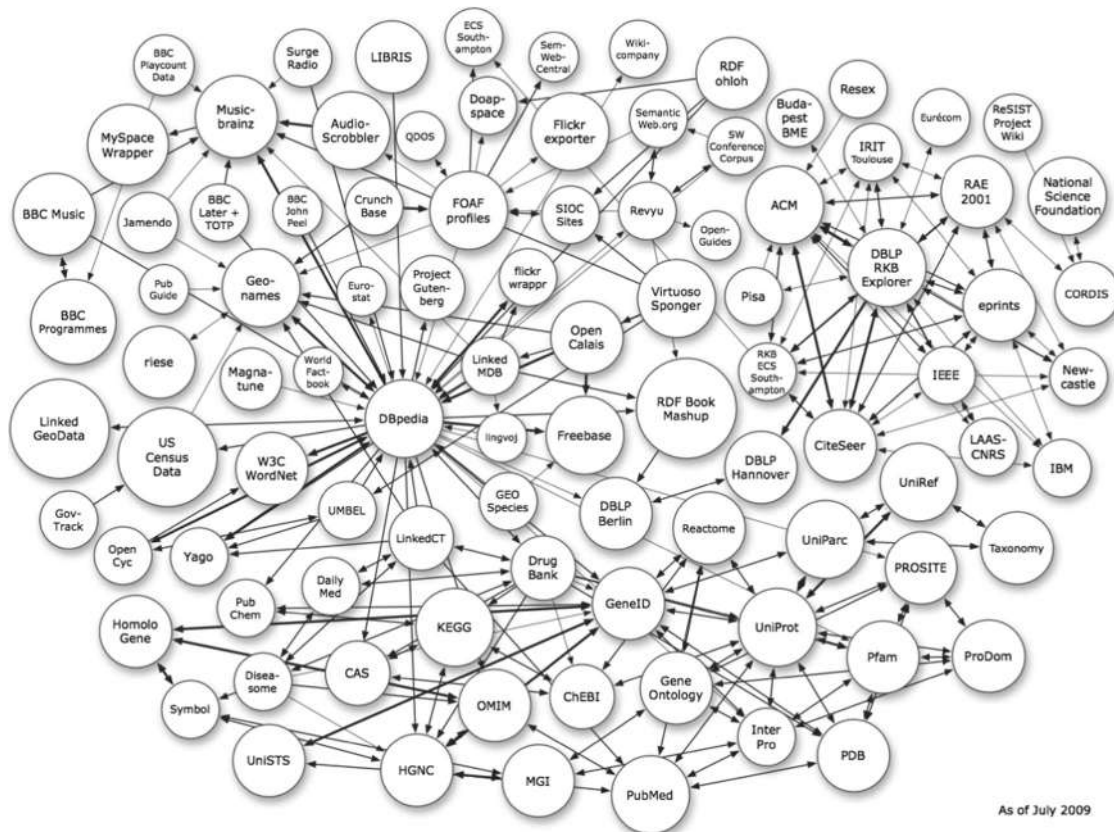 BBC
Playcount
Data
Surge
Radio
LIBRIS
ECS
South-
ampton
Sem-
Web-
Central
Wiki-
company
RDF
ohloh
Music-
brainz
Audio-
Scrobbler
QDOS
Doap-
space
Flickr
exporter
Semantic
Web.org
SW
Conference
Corpus
Buda-
pest
BME
Resex
Eurécom
ReSIST
Project
Wiki
MySpace
Wrapper
IRIT
Toulouse
RAE
2001
National
Science
Foundation
BBC Music
Jamendo
BBC
Later +
TOTP
BBC
John
Peel
Crunch
Base
FOAF
profiles
SIOC
Sites
Revyu
Open-
Guides
ACM
DBLP
RKB
Explorer
Pub
Guide
Geo-
names
Euro-
stat
Project
Guten-
berg
flickr
wrappr
Virtuoso
Sponger
Pisa
eprints
CORDIS
BBC
Programmes
riese
Magna-
tune
World
Fact-
book
Linked
MDB
Open
Calais
RKB
ECS
South-
ampton
IEEE
New-
castle
Linked
GeoData
US
Census
Data
W3C
WordNet
DBpedia
lingvoj
Freebase
RDF Book
Mashup
DBLP
Hannover
CiteSeer
LAAS-
CNRS
IBM
Gov-
Track
Open
Cyc
Yago
UMBEL
LinkedCT
GEO
Species
DBLP
Berlin
Reactome
UniParc
UniRef
Taxonomy
Pub
Chem
Daily
Med
Drug
Bank
PROSITE
Homolo
Gene
KEGG
GeneID
UniProt
Pfam
ProDom
Symbol
Disea-
some
CAS
OMIM
ChEBI
Gene
Ontology
Inter
Pro
PDB
UniSTS
HGNC
MGI
PubMed
As of July 2009